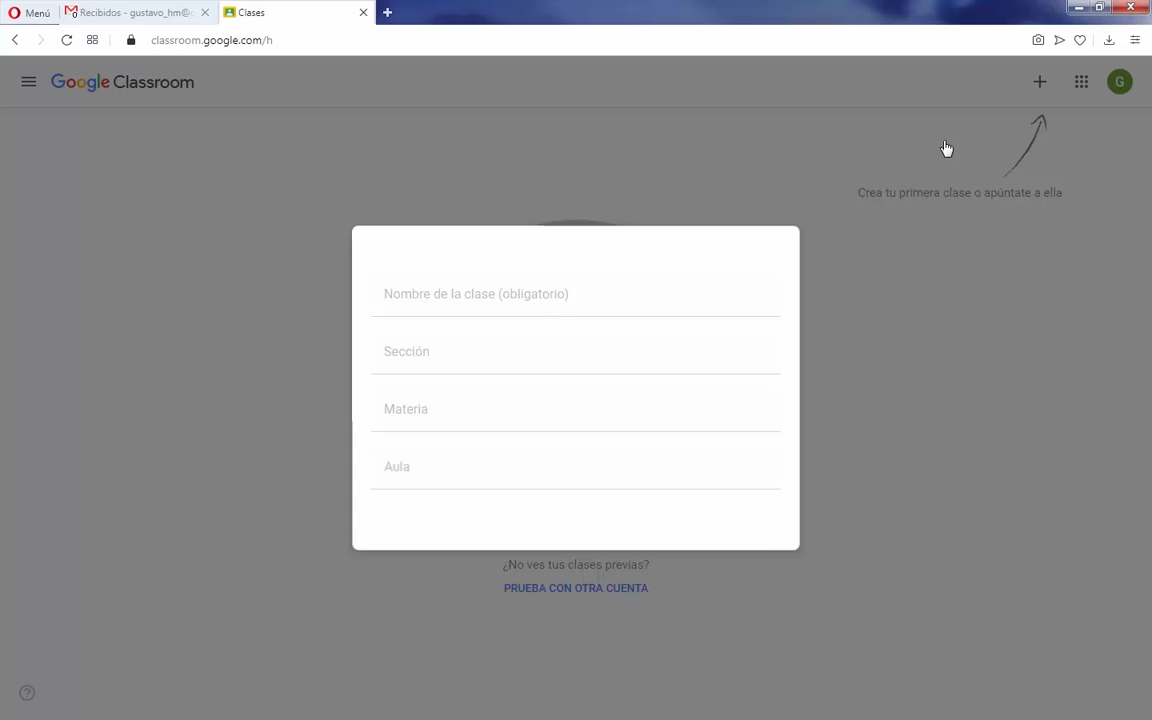 Menú
Recibidos - gustavo_hm@
Clases
classroom.google.com/h
Google Classroom
G
Crea tu primera clase o apúntate a ella
Nombre de la clase (obligatorio)
Sección
Materia
Aula
¿No ves tus clases previas?
PRUEBA CON OTRA CUENTA